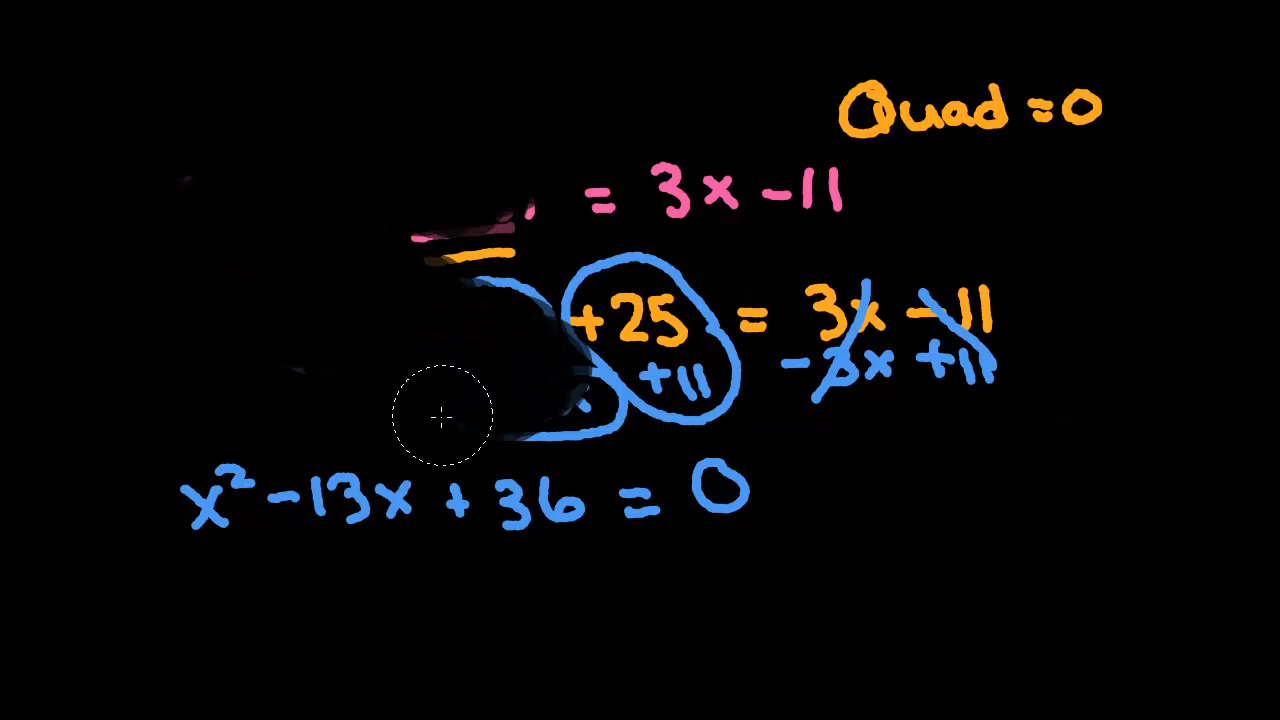 Quad = 0
= 3x - 11
+ 25 = 3x - 11
+ 11 - 3x + 11
x² - 13x + 36 = 0